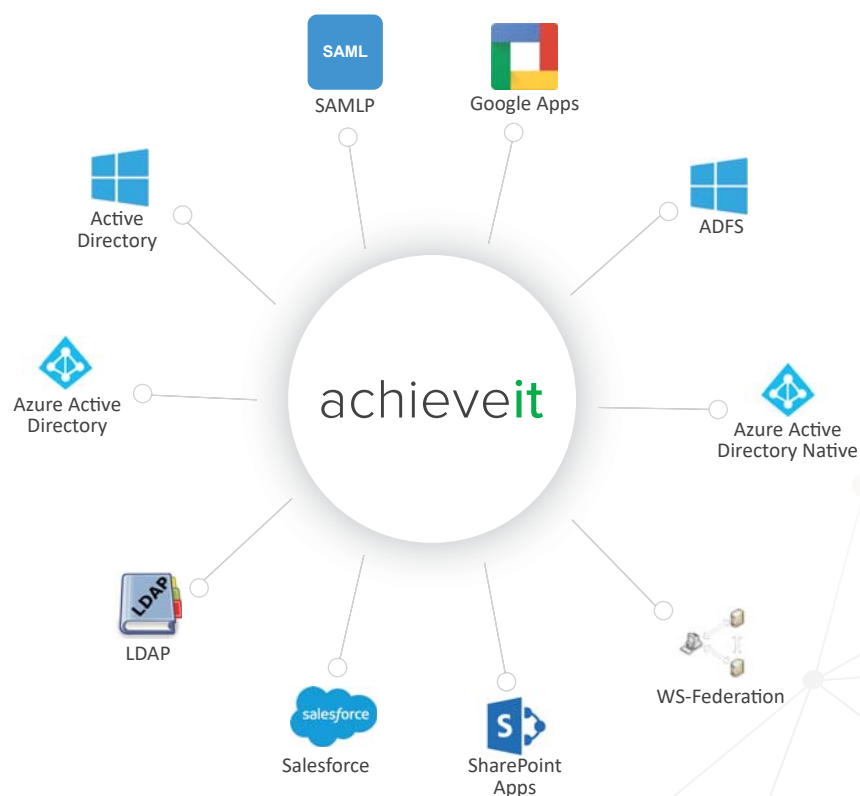 SAML
SAMLP
Google Apps
Active
Directory
ADFS
achieveit
Azure Active
Directory
Azure Active
Directory Native
LDAP
LDAP
salesforce
Salesforce
S
SharePoint
Apps
WS-Federation